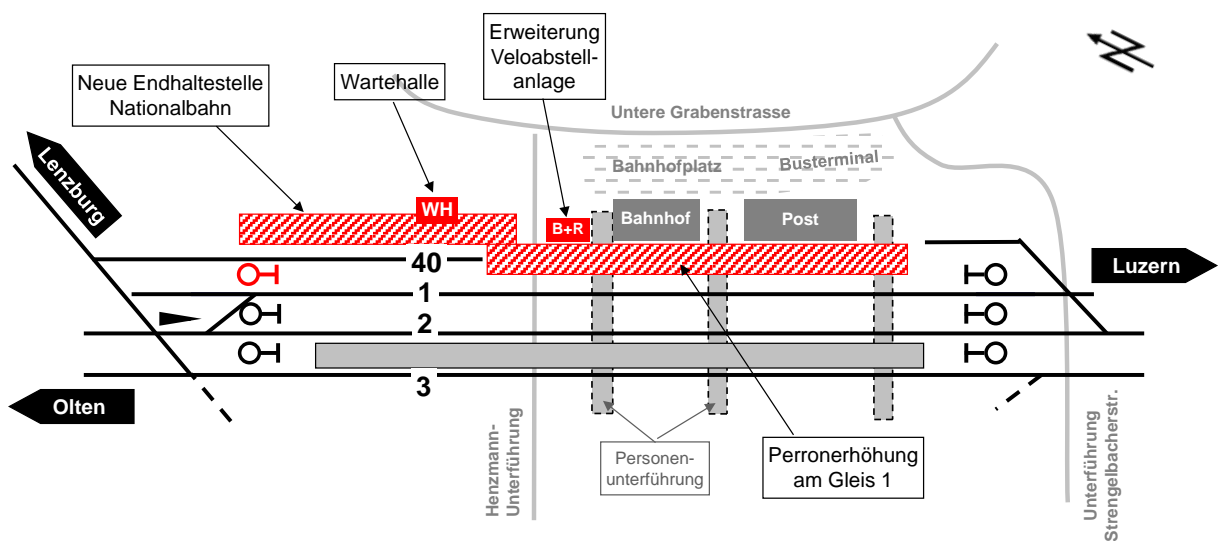 Erweiterung
Veloabstell-
anlage
Neue Endhaltestelle
Nationalbahn
Wartehalle
Untere Grabenstrasse
Lenzburg
Bahnhofplatz
Busterminal
WH
B+R
Bahnhof
Post
40
Luzern
1
2
3
Olten
Henzmann-
Unterführung
Personen-
unterführung
Perronerhöhung
am Gleis 1
Unterführung
Strengelbacherstr.